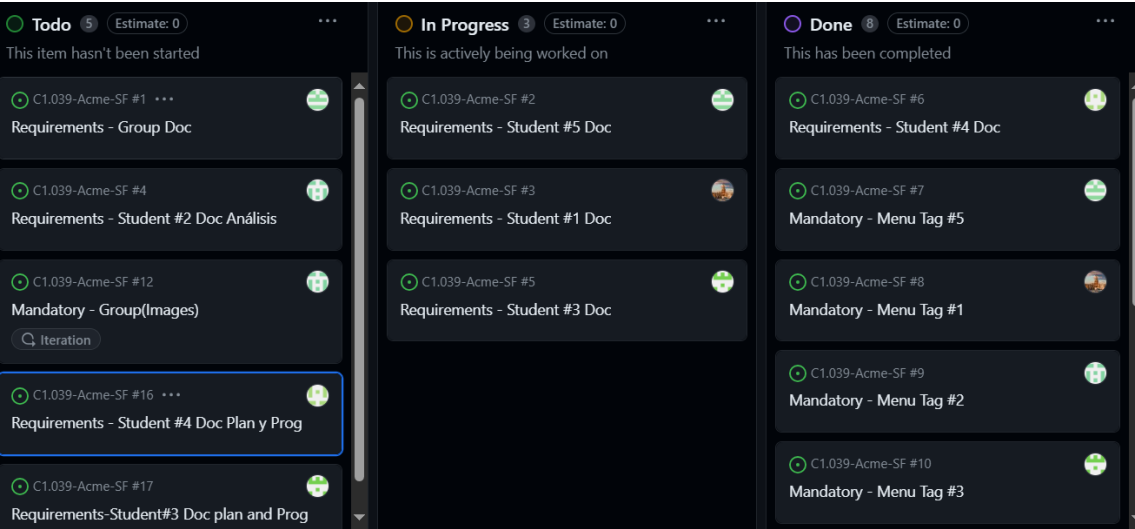 Todo 5 Estimate: 0 ...
This item hasn't been started
C1.039-Acme-SF #1 ...
Requirements - Group Doc
C1.039-Acme-SF #4
Requirements - Student #2 Doc Análisis
C1.039-Acme-SF #12
Mandatory - Group(Images)
Iteration
C1.039-Acme-SF #16 ...
Requirements - Student #4 Doc Plan y Prog
C1.039-Acme-SF #17
Requirements-Student#3 Doc plan and Prog
In Progress 3 Estimate: 0 ...
This is actively being worked on
C1.039-Acme-SF #2
Requirements - Student #5 Doc
C1.039-Acme-SF #3
Requirements - Student #1 Doc
C1.039-Acme-SF #5
Requirements - Student #3 Doc
Done 8 Estimate: 0 ...
This has been completed
C1.039-Acme-SF #6
Requirements - Student #4 Doc
C1.039-Acme-SF #7
Mandatory - Menu Tag #5
C1.039-Acme-SF #8
Mandatory - Menu Tag #1
C1.039-Acme-SF #9
Mandatory - Menu Tag #2
C1.039-Acme-SF #10
Mandatory - Menu Tag #3